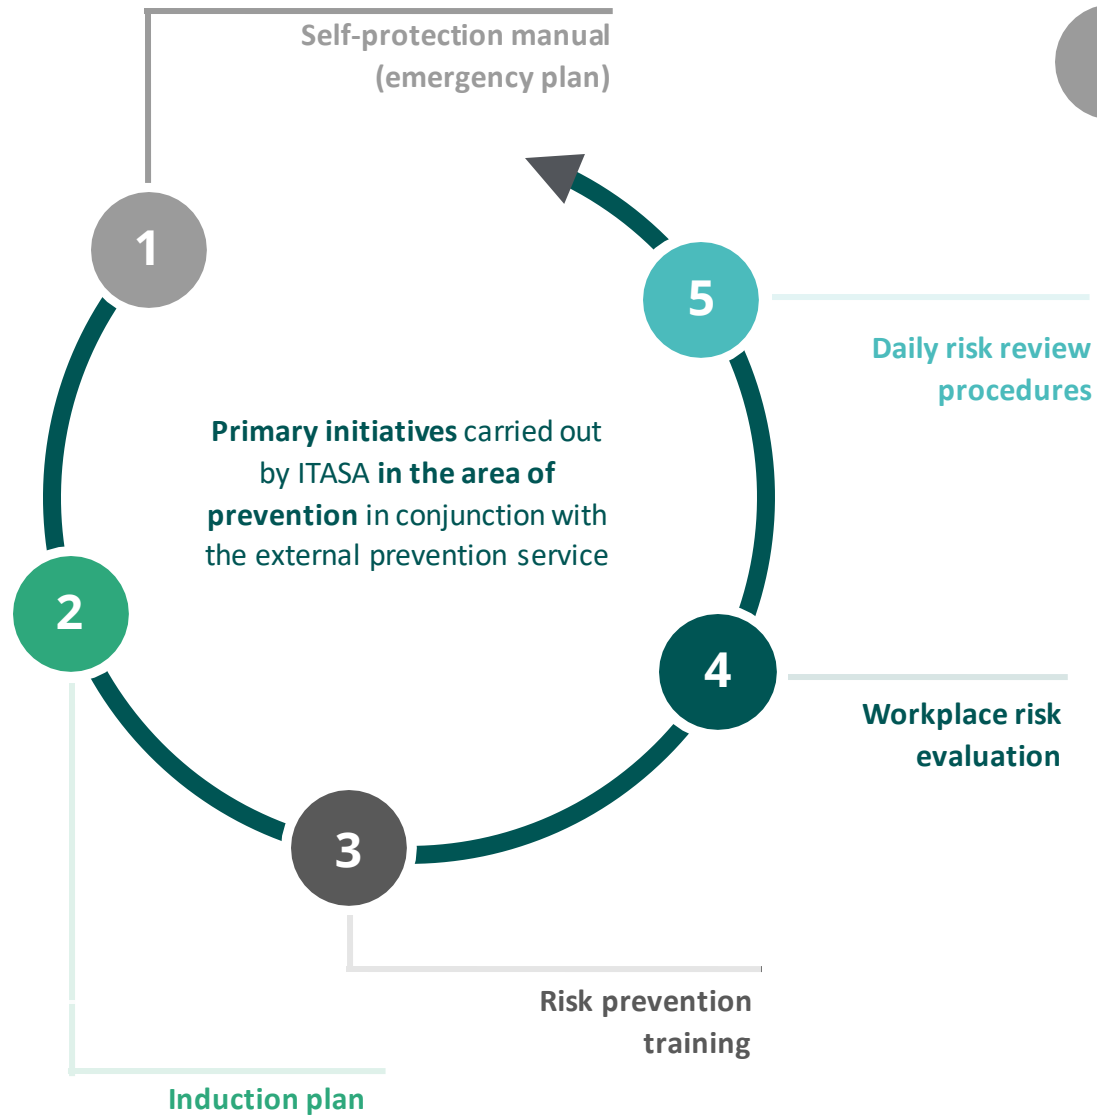 Self-protection manual
(emergency plan)
1
5
Daily risk review
procedures
Primary initiatives carried out
by ITASA in the area of
prevention in conjunction with
the external prevention service
2
4
Workplace risk
evaluation
3
Risk prevention
training
Induction plan